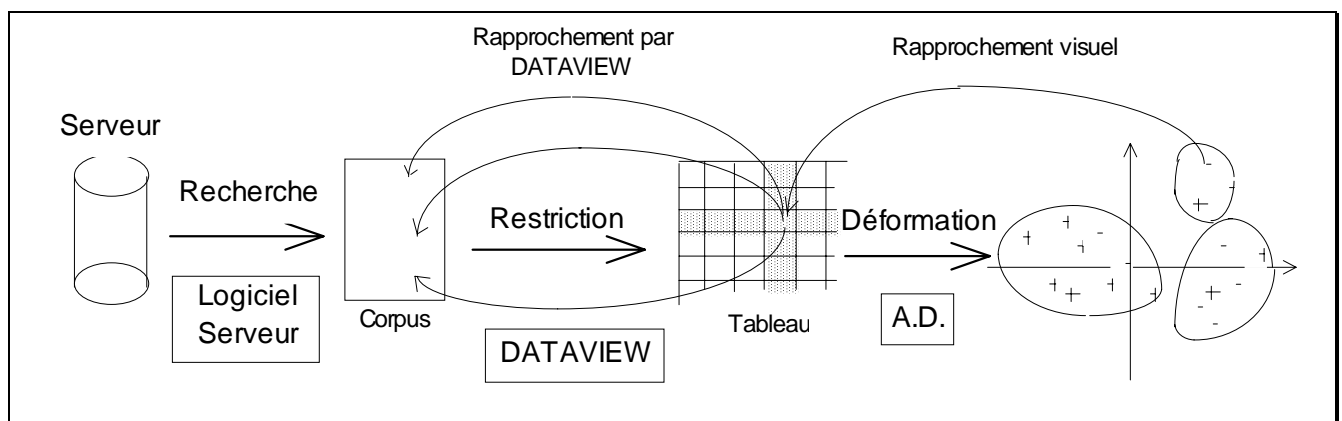 Rapprochement par
DATAVIEW
Rapprochement visuel
Serveur
Recherche
Restriction
Déformation
Logiciel
Serveur
Corpus
DATAVIEW
Tableau
A.D.